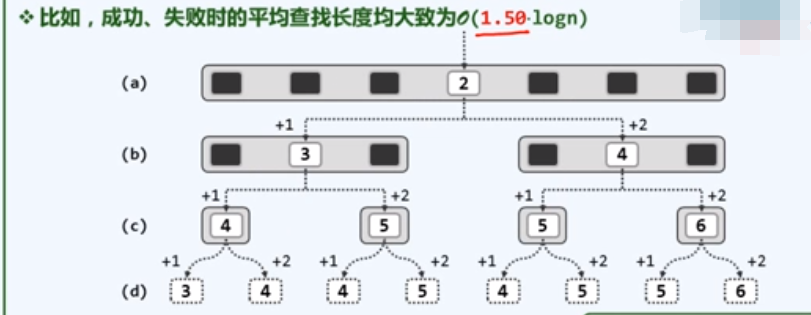 ❖ 比如，成功、失败时的平均查找长度均大致为O(1.50·logn)
(a) 2
+1 +2
(b) 3 4
+1 +2 +1 +2
(c) 4 5 5 6
+1 +2 +1 +2 +1 +2 +1 +2
(d) 3 4 4 5 4 5 5 6